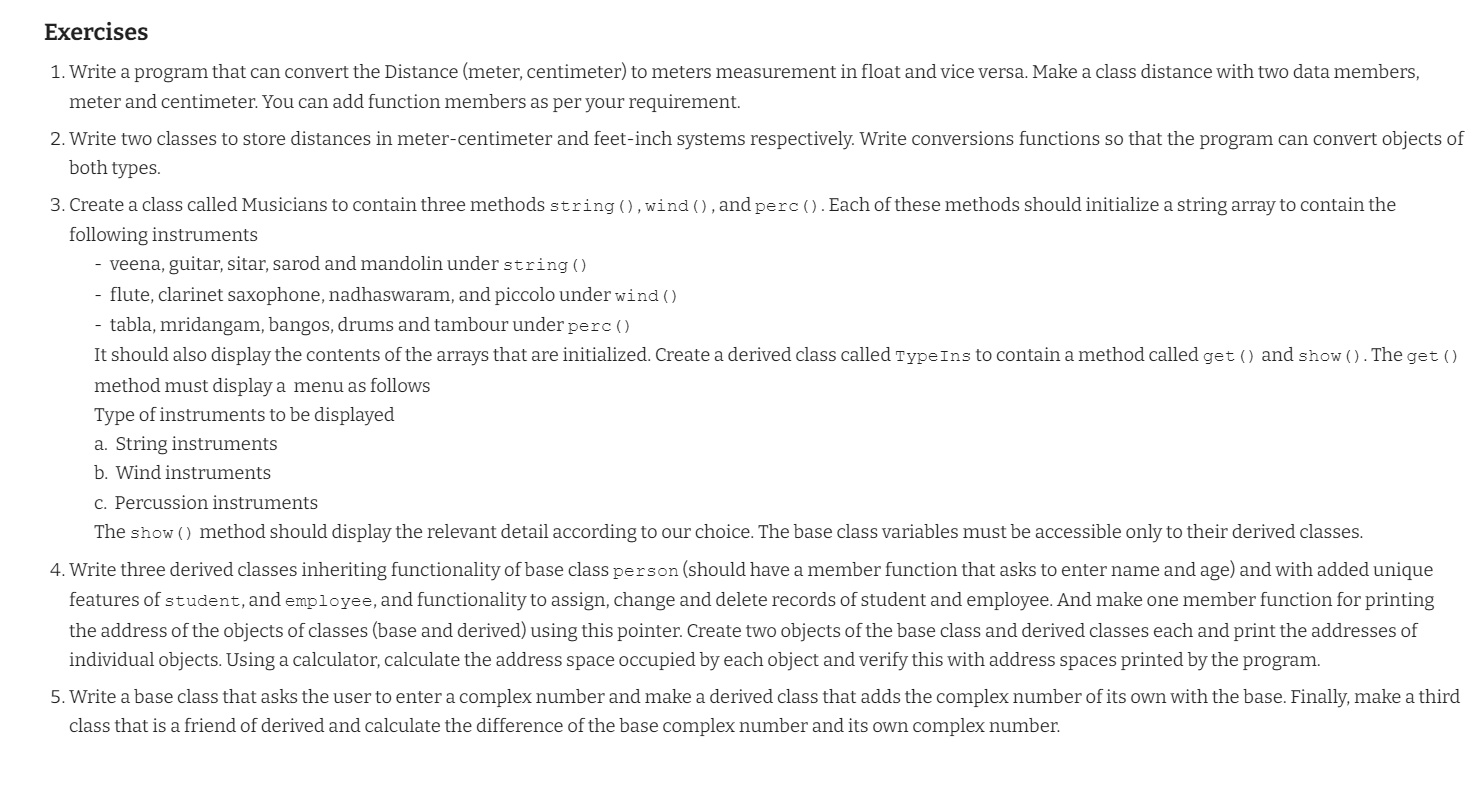 Exercises
1. Write a program that can convert the Distance (meter, centimeter) to meters measurement in float and vice versa. Make a class distance with two data members,
meter and centimeter. You can add function members as per your requirement.
2. Write two classes to store distances in meter-centimeter and feet-inch systems respectively. Write conversions functions so that the program can convert objects of
both types.
3. Create a class called Musicians to contain three methods string(), wind(), and perc(). Each of these methods should initialize a string array to contain the
following instruments
- veena, guitar, sitar, sarod and mandolin under string()
- flute, clarinet saxophone, nadhaswaram, and piccolo under wind()
- tabla, mridangam, bangos, drums and tambour under perc()
It should also display the contents of the arrays that are initialized. Create a derived class called TypeIns to contain a method called get() and show(). The get()
method must display a menu as follows
Type of instruments to be displayed
a. String instruments
b. Wind instruments
c. Percussion instruments
The show() method should display the relevant detail according to our choice. The base class variables must be accessible only to their derived classes.
4. Write three derived classes inheriting functionality of base class person (should have a member function that asks to enter name and age) and with added unique
features of student, and employee, and functionality to assign, change and delete records of student and employee. And make one member function for printing
the address of the objects of classes (base and derived) using this pointer. Create two objects of the base class and derived classes each and print the addresses of
individual objects. Using a calculator, calculate the address space occupied by each object and verify this with address spaces printed by the program.
5. Write a base class that asks the user to enter a complex number and make a derived class that adds the complex number of its own with the base. Finally, make a third
class that is a friend of derived and calculate the difference of the base complex number and its own complex number.